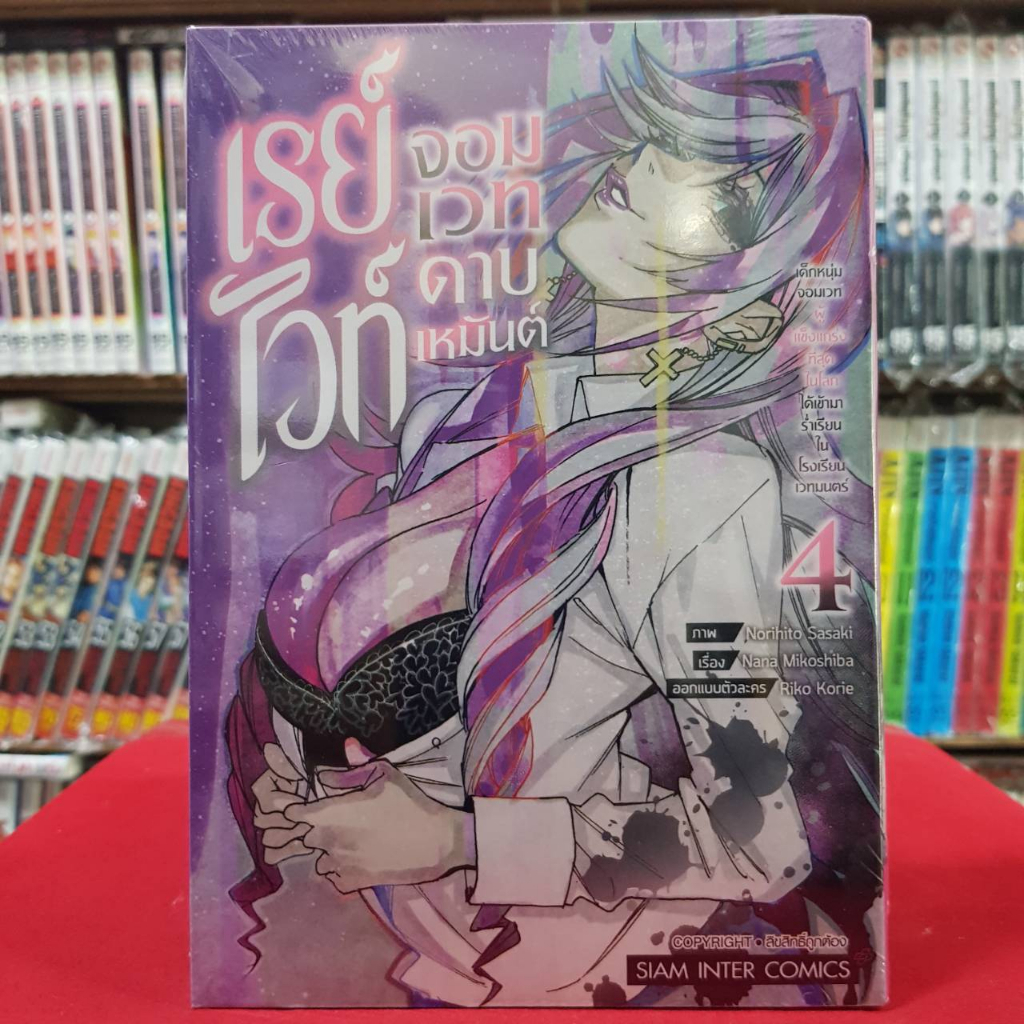 เรย์
โวท์
จอม
เวท
ดาบ
เหมันต์
เด็กหนุ่ม
จอมเวท
ผู้
แข็งแกร่ง
ที่สุด
ในโลก
ได้เข้ามา
ร่ำเรียน
ใน
โรงเรียน
เวทมนตร์
4
ภาพ Norihito Sasaki
เรื่อง Nana Mikoshiba
ออกแบบตัวละคร Riko Korie
COPYRIGHT • ลิขสิทธิ์ถูกต้อง
SIAM INTER COMICS